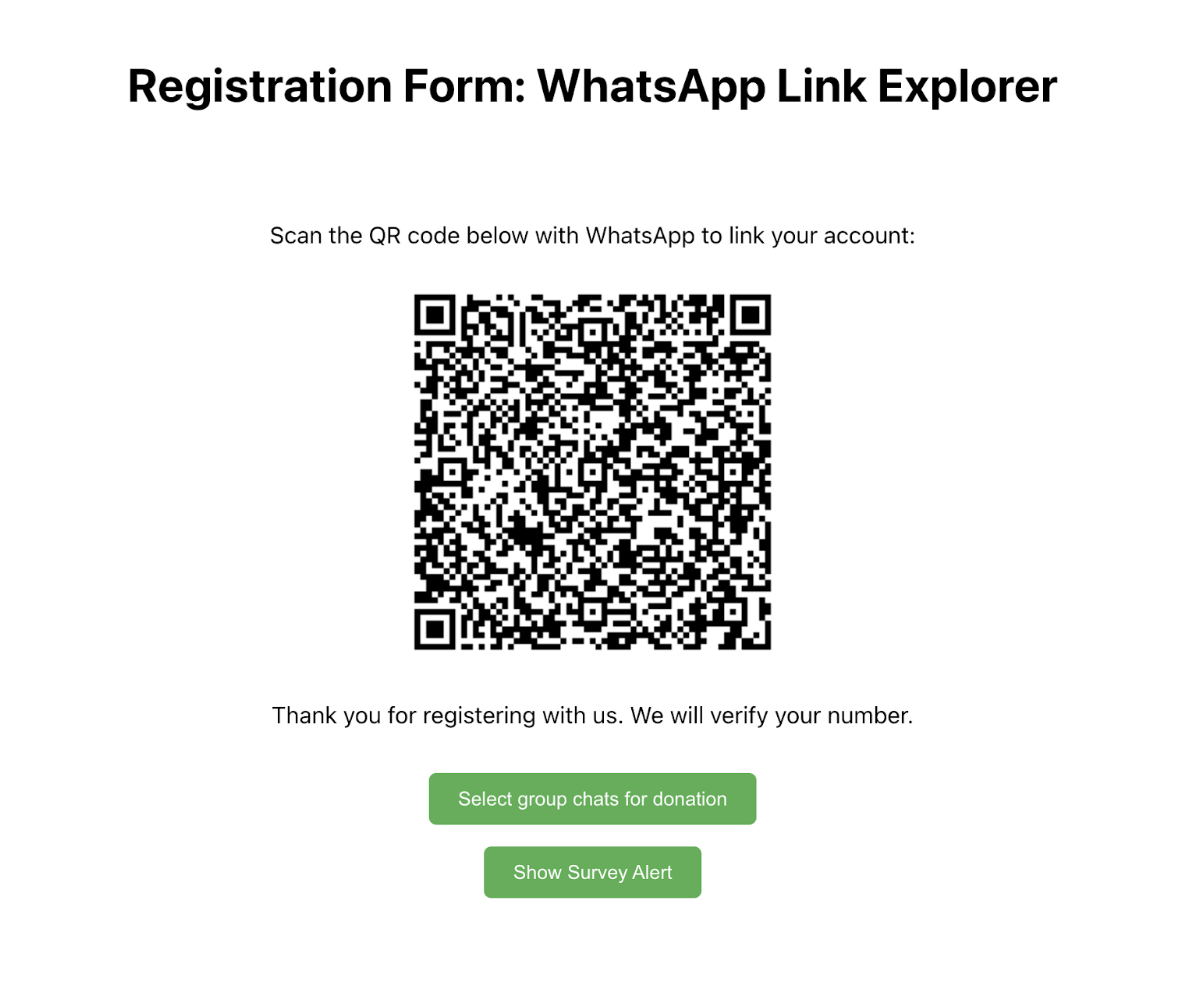 Registration Form: WhatsApp Link Explorer
Scan the QR code below with WhatsApp to link your account:
Thank you for registering with us. We will verify your number.
Select group chats for donation
Show Survey Alert